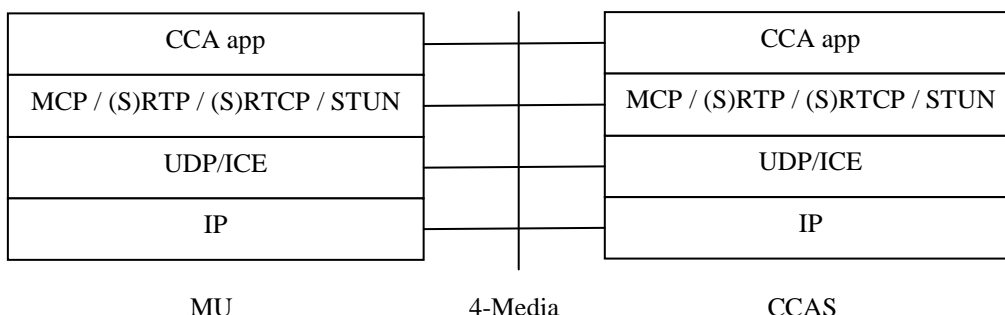 CCA app CCA app
MCP / (S)RTP / (S)RTCP / STUN MCP / (S)RTP / (S)RTCP / STUN
UDP/ICE UDP/ICE
IP IP
MU 4-Media CCAS